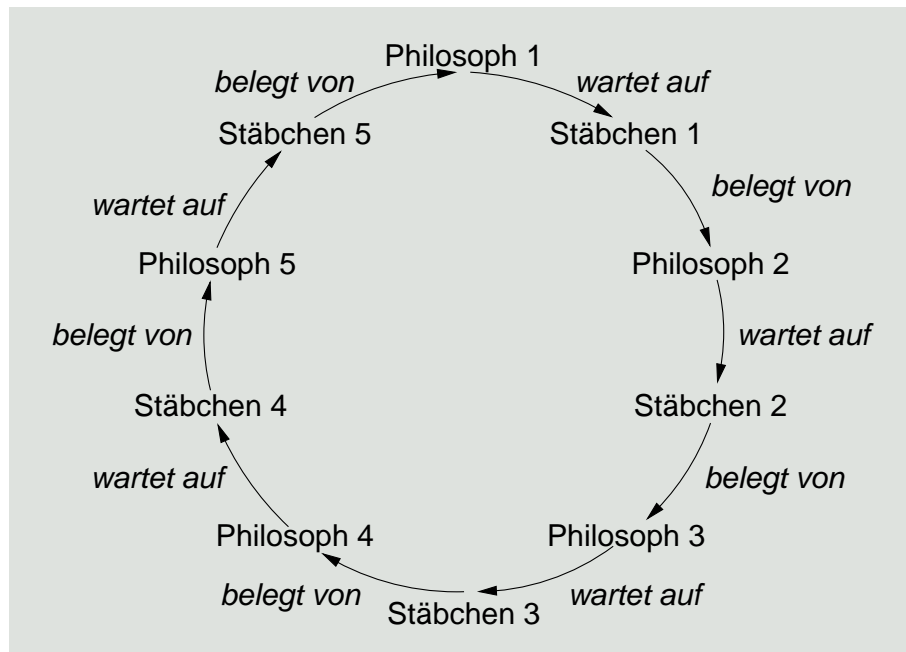 Philosoph 1
belegt von
wartet auf
Stäbchen 5
Stäbchen 1
wartet auf
belegt von
Philosoph 5
Philosoph 2
belegt von
wartet auf
Stäbchen 4
Stäbchen 2
wartet auf
belegt von
Philosoph 4
Philosoph 3
belegt von
Stäbchen 3
wartet auf